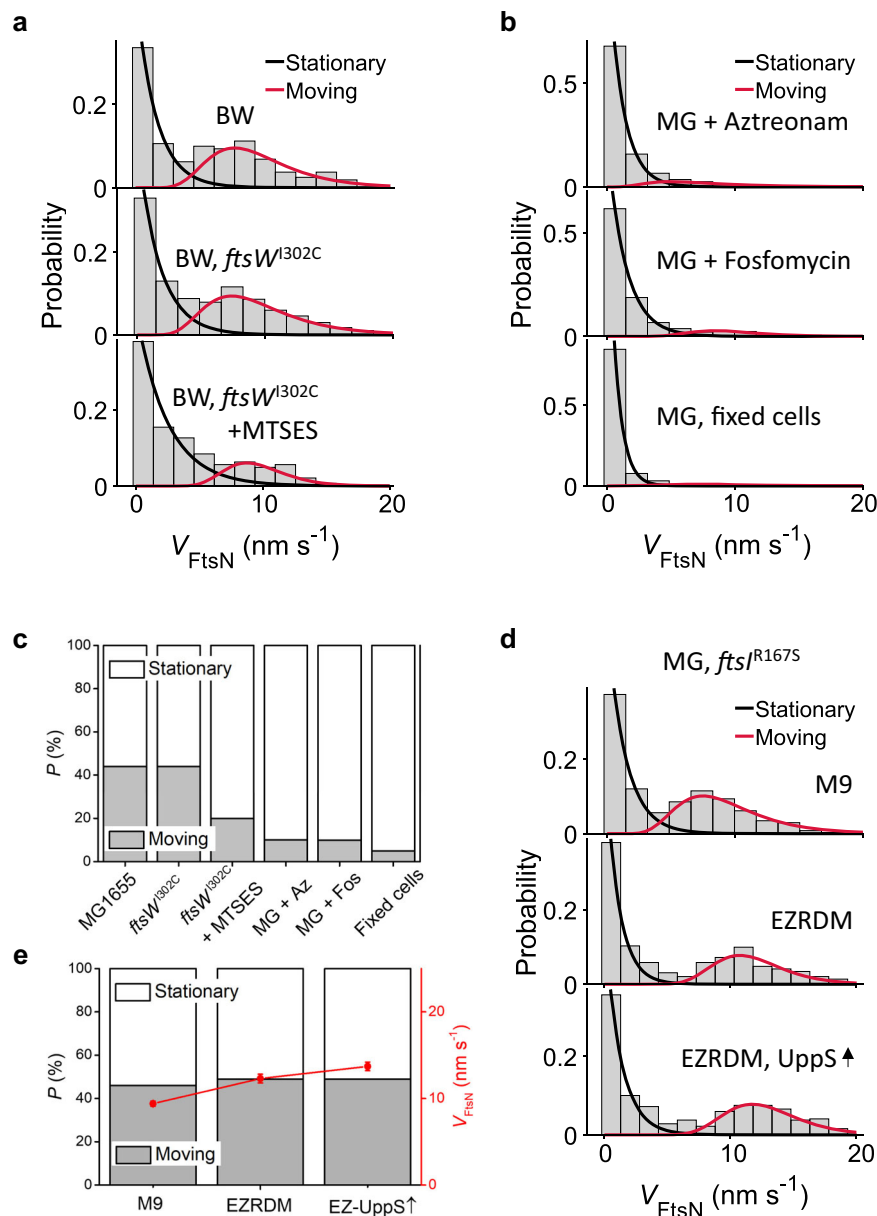 a
Stationary
Moving
BW
0.2
0
BW, ftsW^I302C
0.2
0
BW, ftsW^I302C
+MTSES
0.2
0
Probability
0 10 20
V_FtsN (nm s⁻¹)
b
Stationary
Moving
MG + Aztreonam
0.5
0
MG + Fosfomycin
0.5
0
MG, fixed cells
0.5
0
Probability
0 10 20
V_FtsN (nm s⁻¹)
c
100
80
60
40
20
0
P (%)
Stationary
Moving
MG1655
ftsW^I302C
ftsW^I302C
+ MTSES
MG + Az
MG + Fos
Fixed cells
d
MG, ftsI^R167S
Stationary
Moving
M9
0.2
0
EZRDM
0.2
0
EZRDM, UppS ↑
0.2
0
Probability
0 10 20
V_FtsN (nm s⁻¹)
e
100
80
60
40
20
0
P (%)
Stationary
Moving
20
10
0
V_FtsN (nm s⁻¹)
M9 EZRDM EZ-UppS↑